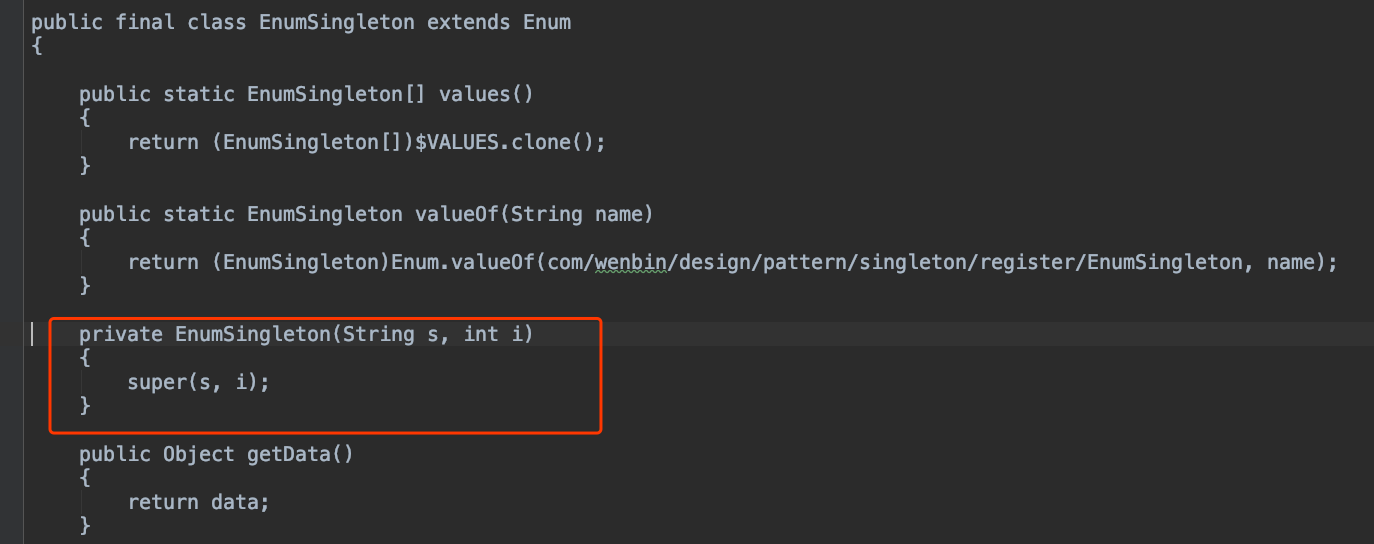 public final class EnumSingleton extends Enum
{
public static EnumSingleton[] values()
{
return (EnumSingleton[])$VALUES.clone();
}
public static EnumSingleton valueOf(String name)
{
return (EnumSingleton)Enum.valueOf(com/wenbin/design/pattern/singleton/register/EnumSingleton, name);
}
private EnumSingleton(String s, int i)
{
super(s, i);
}
public Object getData()
{
return data;
}